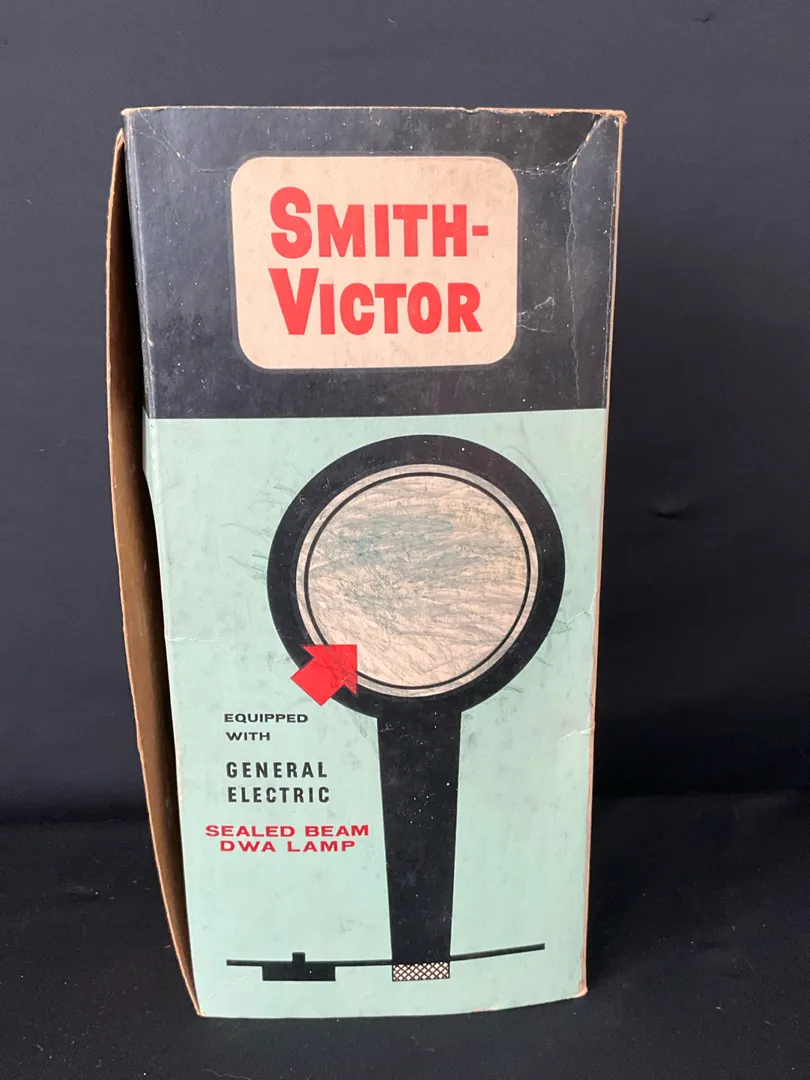 SMITH-
VICTOR
EQUIPPED
WITH
GENERAL
ELECTRIC
SEALED BEAM
DWA LAMP